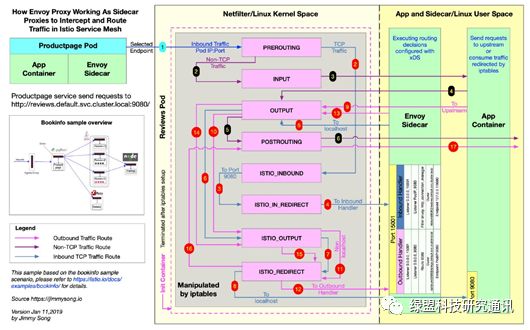 How Envoy Proxy Working As Sidecar
Proxies to Intercept and Route
Traffic in Istio Service Mesh
Productpage Pod
App
Container
Envoy
Sidecar
Selected
Endpoint
Productpage service send requests to
http://reviews.default.svc.cluster.local:9080/
Bookinfo sample overview
Legend
Outbound Traffic Route
Non-TCP Traffic Route
Inbound TCP Traffic Route
This sample based on the bookinfo sample
scenario, please refer to https://istio.io/docs/
examples/bookinfo/ for details.
Source https://jimmysong.io
Version Jan 11,2019
by Jimmy Song
Netfilter/Linux Kernel Space
Reviews Pod
Init Container
Terminated after iptables setup
1
Inbound Traffic
Pod IP:Port
PREROUTING
TCP Traffic
Non-TCP
Traffic
2
2
INPUT
3
4
OUTPUT
9
13
To
localhost
6
To
Upstream
14
10
5
POSTROUTING
6
17
ISTIO_INBOUND
5
To Port
9080
3
ISTIO_IN_REDIRECT
4
To Inbound
Handler
ISTIO_OUTPUT
15
7
Non
localhost
11
16
ISTIO_REDIRECT
12
To Outbound
Handler
8
To
localhost
Manipulated
by iptables
App and Sidecar/Linux User Space
Executing routing
decisions configured
with xDS
Send requests
to upstream
or consume traffic
redirected by
iptables
Envoy
Sidecar
App
Container
Port 15001
Inbound Handler
Outbound Handler
Port 9080
绿盟科技研究通讯